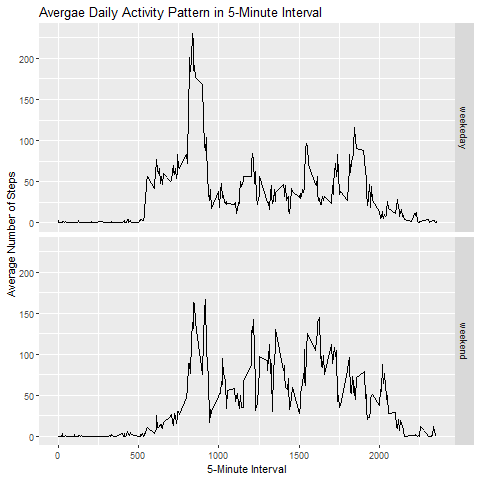 Avergae Daily Activity Pattern in 5-Minute Interval
200
150
100
50
0
weekeday
200
150
100
50
0
weekend
Average Number of Steps
0 500 1000 1500 2000
5-Minute Interval